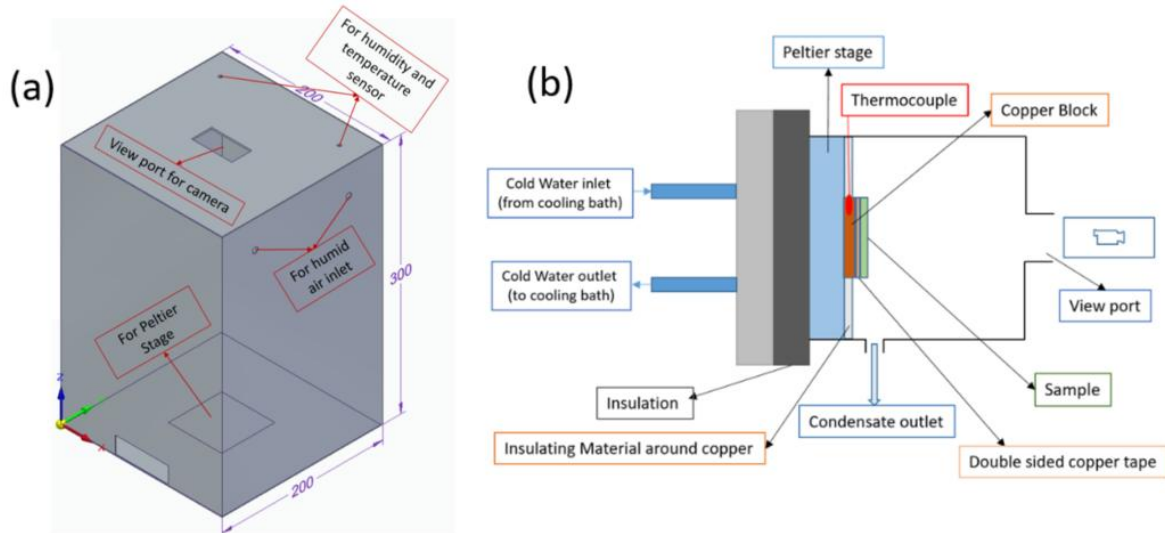 (a)
For humidity and
temperature
sensor
200
View port for camera
300
For humid
air inlet
For Peltier
Stage
z
x
200
(b)
Peltier stage
Thermocouple
Copper Block
Cold Water inlet
(from cooling bath)
Cold Water outlet
(to cooling bath)
View port
Insulation
Sample
Condensate outlet
Insulating Material around copper
Double sided copper tape